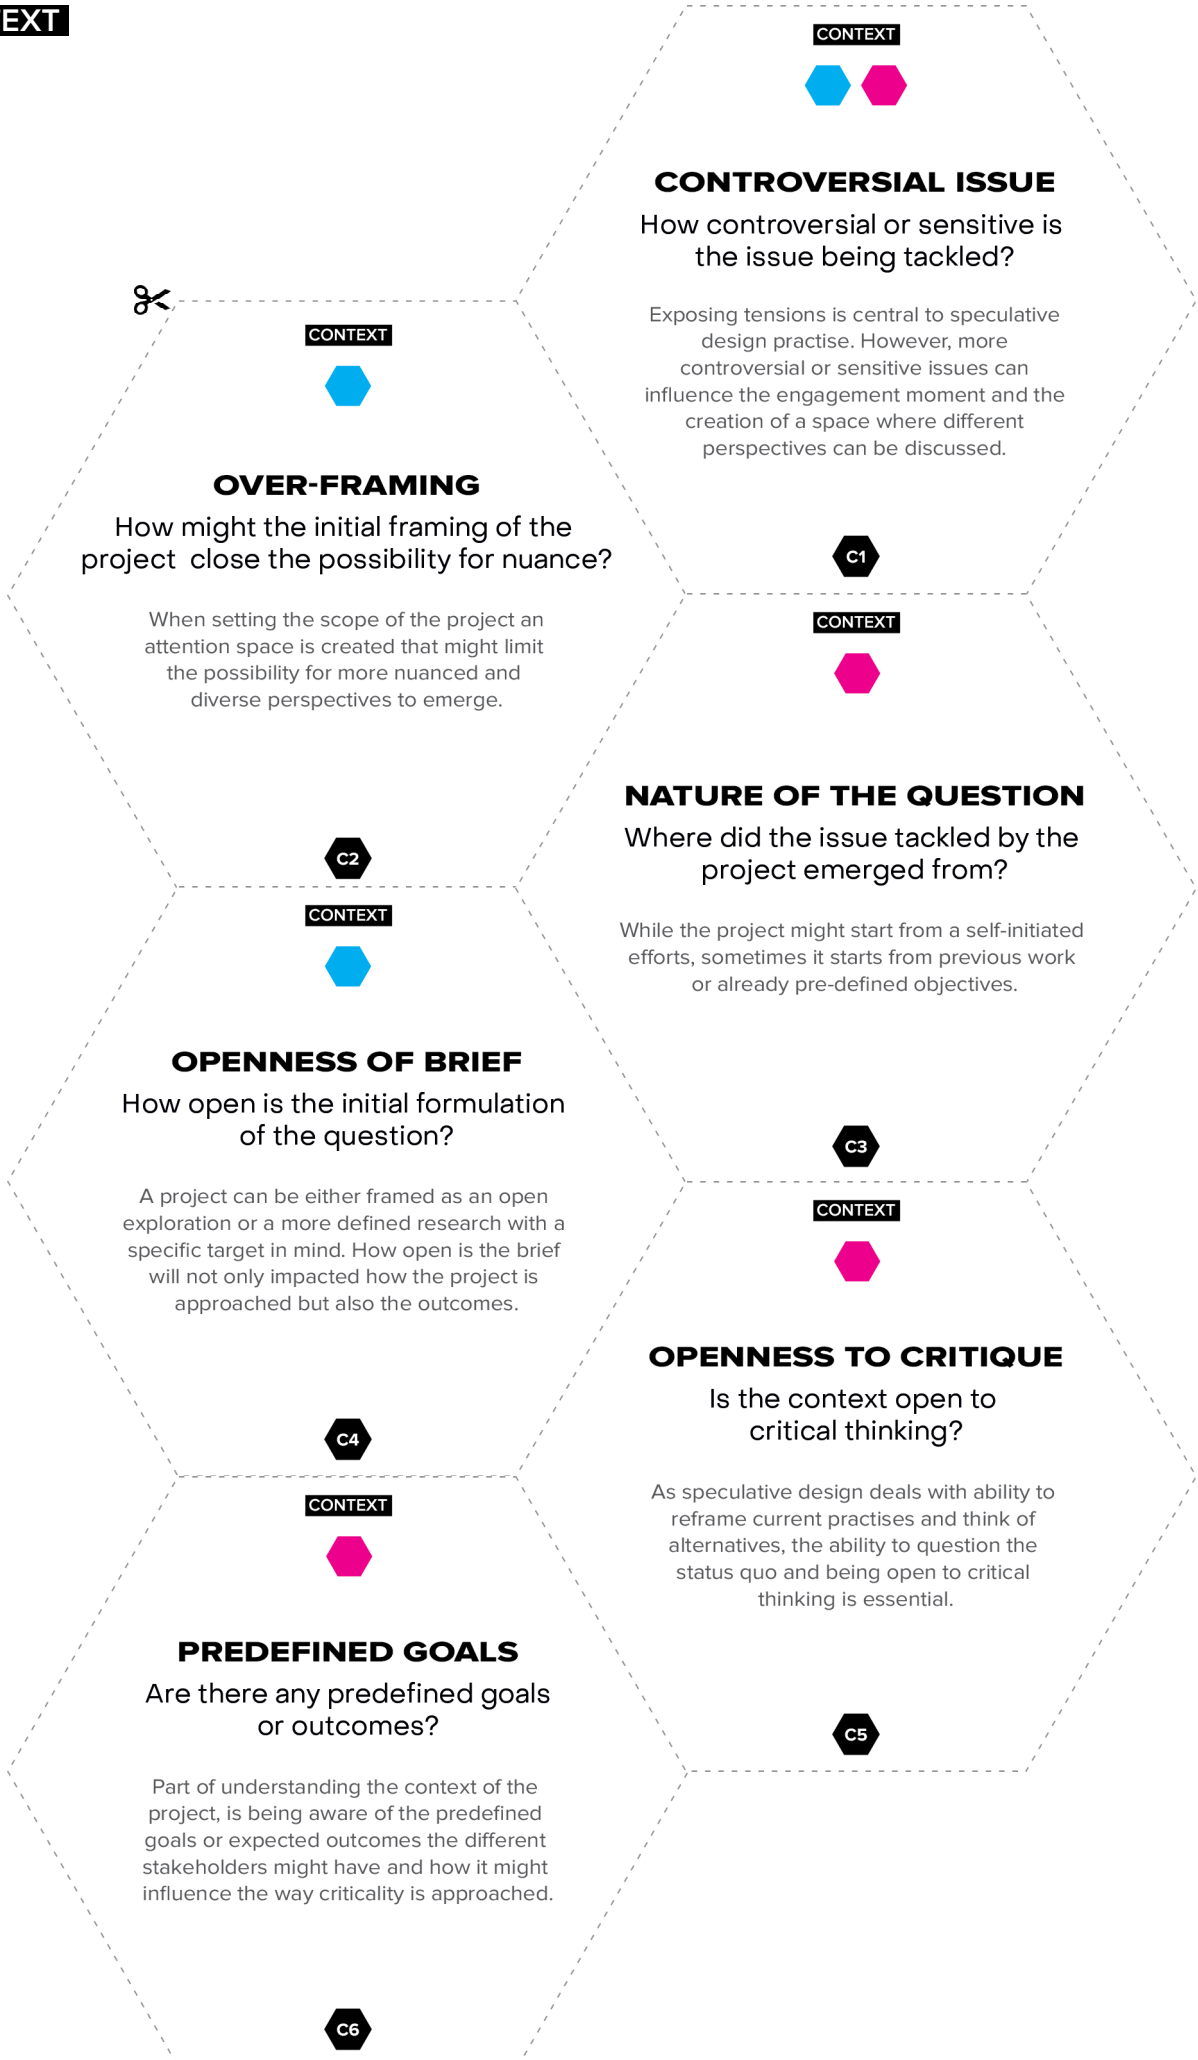 EXT
CONTEXT
CONTROVERSIAL ISSUE
How controversial or sensitive is
the issue being tackled?
Exposing tensions is central to speculative
design practise. However, more
controversial or sensitive issues can
influence the engagement moment and the
creation of a space where different
perspectives can be discussed.
C1
CONTEXT
OVER-FRAMING
How might the initial framing of the
project close the possibility for nuance?
When setting the scope of the project an
attention space is created that might limit
the possibility for more nuanced and
diverse perspectives to emerge.
C2
CONTEXT
NATURE OF THE QUESTION
Where did the issue tackled by the
project emerged from?
While the project might start from a self-initiated
efforts, sometimes it starts from previous work
or already pre-defined objectives.
C3
CONTEXT
OPENNESS OF BRIEF
How open is the initial formulation
of the question?
A project can be either framed as an open
exploration or a more defined research with a
specific target in mind. How open is the brief
will not only impacted how the project is
approached but also the outcomes.
C4
CONTEXT
OPENNESS TO CRITIQUE
Is the context open to
critical thinking?
As speculative design deals with ability to
reframe current practises and think of
alternatives, the ability to question the
status quo and being open to critical
thinking is essential.
C5
CONTEXT
PREDEFINED GOALS
Are there any predefined goals
or outcomes?
Part of understanding the context of the
project, is being aware of the predefined
goals or expected outcomes the different
stakeholders might have and how it might
influence the way criticality is approached.
C6